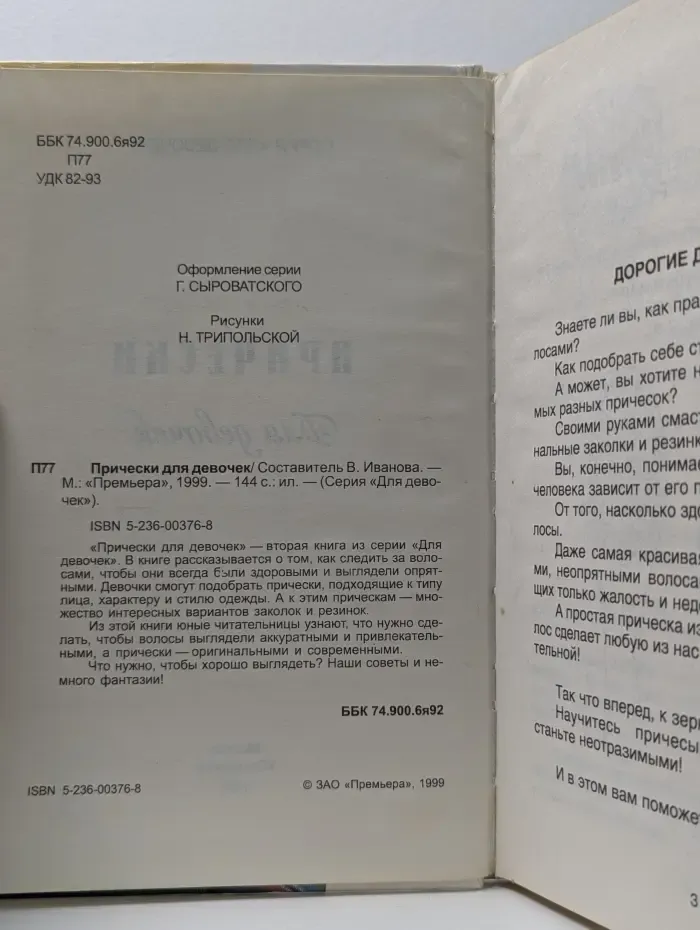 ББК 74.900.6я92
П77
УДК 82-93
Оформление серии
Г. СЫРОВАТСКОГО
Рисунки
Н. ТРИПОЛЬСКОЙ
П77 Прически для девочек/ Составитель В. Иванова. —
М.: «Премьера», 1999. — 144 с.: ил. — (Серия «Для дево-
чек»).
ISBN 5-236-00376-8
«Прически для девочек» — вторая книга из серии «Для
девочек». В книге рассказывается о том, как следить за воло-
сами, чтобы они всегда были здоровыми и выглядели опрят-
ными. Девочки смогут подобрать прически, подходящие к типу
лица, характеру и стилю одежды. А к этим прическам — мно-
жество интересных вариантов заколок и резинок.
Из этой книги юные читательницы узнают, что нужно сде-
лать, чтобы волосы выглядели аккуратными и привлекатель-
ными, а прически — оригинальными и современными.
Что нужно, чтобы хорошо выглядеть? Наши советы и не-
много фантазии!
ББК 74.900.6я92
ISBN 5-236-00376-8
© ЗАО «Премьера», 1999
ДОРОГИЕ
Знаете ли вы, как пра
лосами?
Как подобрать себе
А может, вы хотите
мых разных причесок?
Своими руками смаст
нальные заколки и резинк
Вы, конечно, понимае
человека зависит от его
От того, насколько здо
лосы.
Даже самая красивая
ми, неопрятными волоса
щих только жалость и недо
А простая прическа из
лос сделает любую из нас
тельной!
Так что вперед, к зер
Научитесь причесы
станьте неотразимыми!
И в этом вам поможе
3